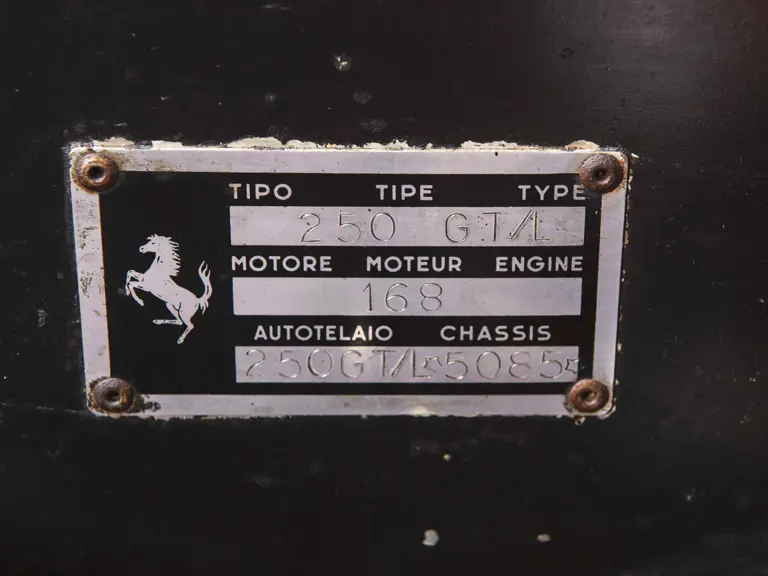 TIPO TIPE TYPE
250 GT/L
MOTORE MOTEUR ENGINE
168
AUTOTELAIO CHASSIS
250GT/L*5085*